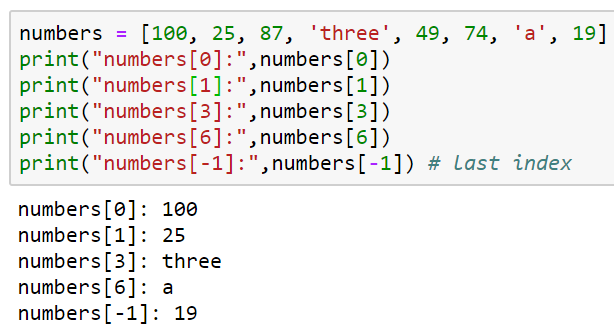 numbers = [100, 25, 87, 'three', 49, 74, 'a', 19]
print("numbers[0]:",numbers[0])
print("numbers[1]:",numbers[1])
print("numbers[3]:",numbers[3])
print("numbers[6]:",numbers[6])
print("numbers[-1]:",numbers[-1]) # last index
numbers[0]: 100
numbers[1]: 25
numbers[3]: three
numbers[6]: a
numbers[-1]: 19